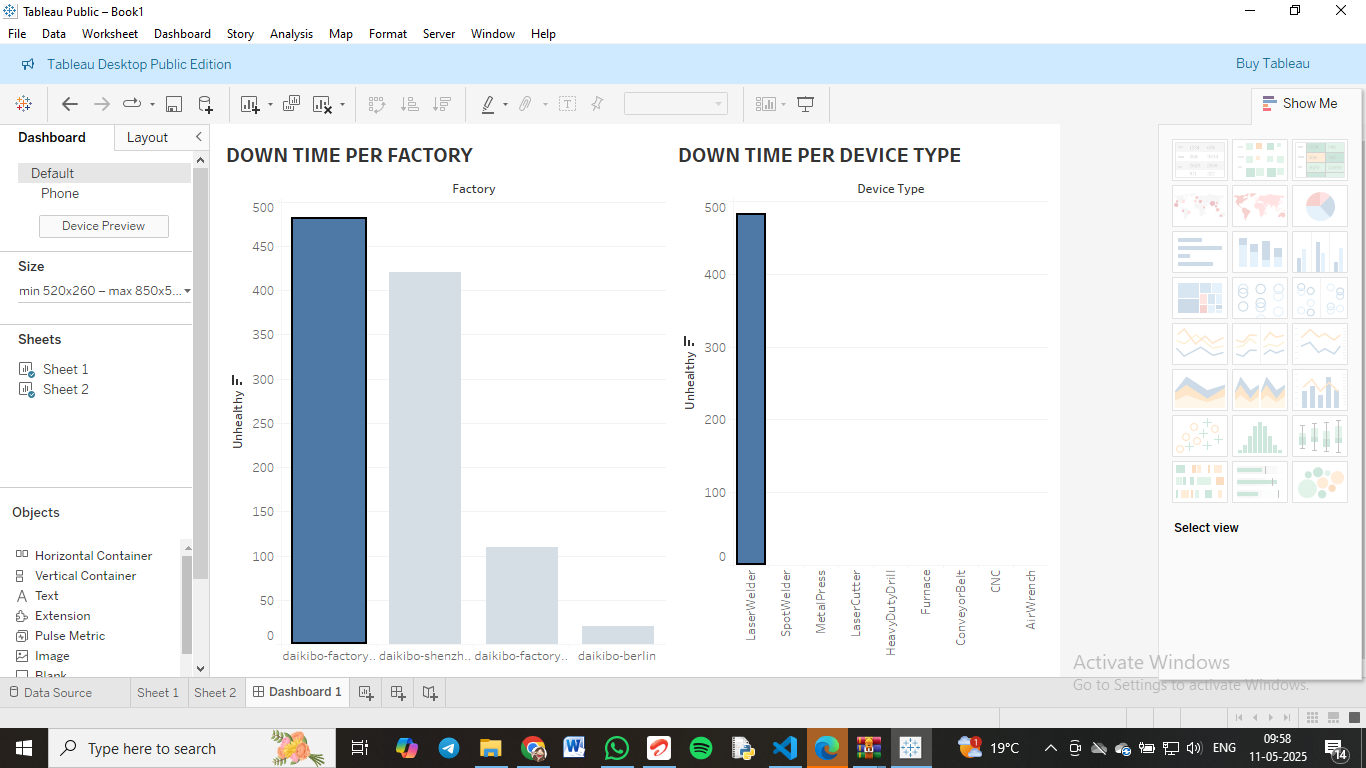 Tableau Public – Book1
File Data Worksheet Dashboard Story Analysis Map Format Server Window Help
Tableau Desktop Public Edition
Buy Tableau
Show Me
Dashboard
Layout
Default
Phone
Device Preview
Size
min 520x260 – max 850x5...
Sheets
Sheet 1
Sheet 2
Objects
Horizontal Container
Vertical Container
Text
Extension
Pulse Metric
Image
Blank
DOWN TIME PER FACTORY
Factory
Unhealthy
500
450
400
350
300
250
200
150
100
50
0
daikibo-factory.. daikibo-shenzh.. daikibo-factory.. daikibo-berlin
DOWN TIME PER DEVICE TYPE
Device Type
Unhealthy
500
400
300
200
100
0
LaserWelder
SpotWelder
MetalPress
LaserCutter
HeavyDutyDrill
Furnace
ConveyorBelt
CNC
AirWrench
Select view
Activate Windows
Go to Settings to activate Windows.
Data Source
Sheet 1
Sheet 2
Dashboard 1
Type here to search
19°C
ENG
09:58
11-05-2025
14